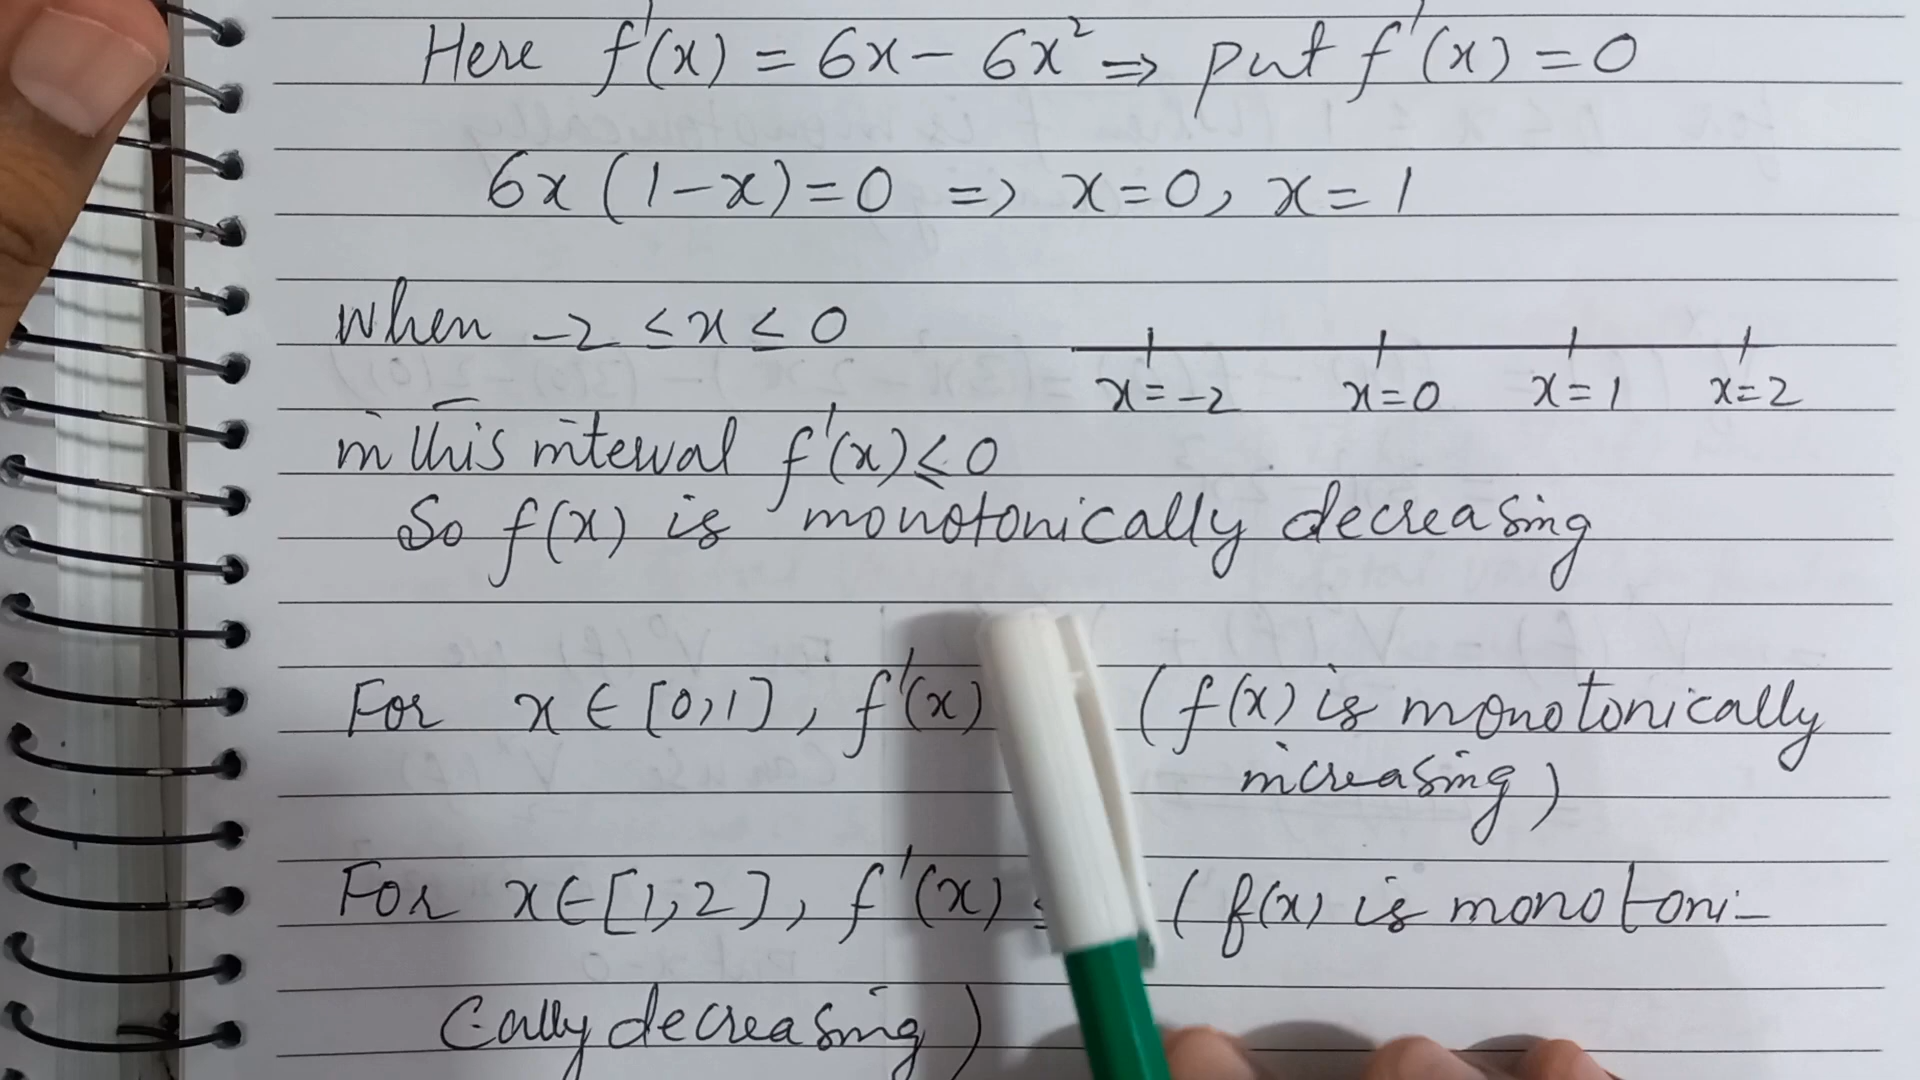 Here f'(x) = 6x - 6x² => put f'(x) = 0
6x (1-x) = 0 => x=0, x=1
when -2 ≤ x ≤ 0
x=-2 x=0 x=1 x=2
in this interval f'(x) ≤ 0
So f(x) is monotonically decreasing
For x ∈ [0,1], f'(x) (f(x) is monotonically
increasing)
For x ∈ [1,2], f'(x) (f(x) is monotoni-
cally decreasing)